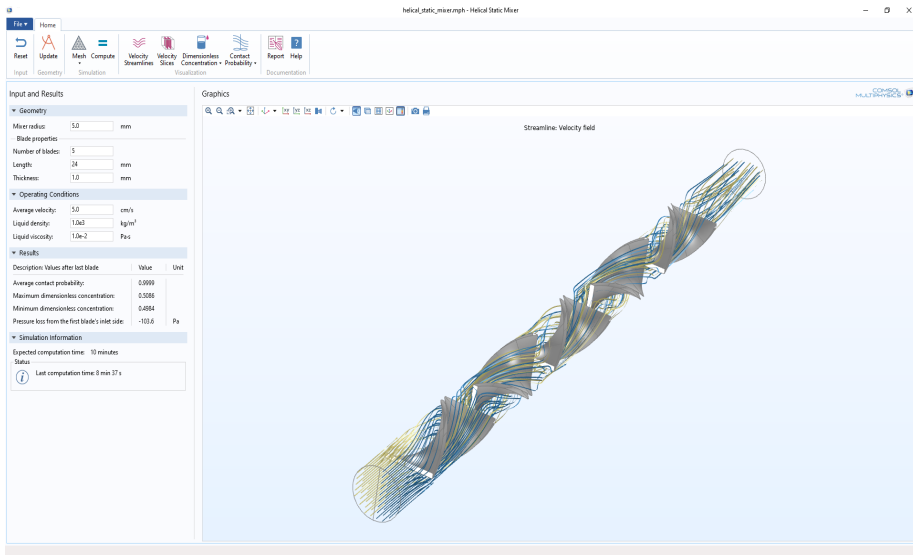 helical_static_mixer.mph - Helical Static Mixer
File Home
Reset Update Mesh Compute Velocity Streamlines Velocity Slices Dimensionless Concentration Contact Probability Report Help
Input Geometry Simulation Visualization Documentation
Input and Results
Geometry
Mixer radius: 5.0 mm
Blade properties
Number of blades: 5
Length: 24 mm
Thickness: 1.0 mm
Operating Conditions
Average velocity: 5.0 cm/s
Liquid density: 1.0e3 kg/m³
Liquid viscosity: 1.0e-2 Pa·s
Results
Description: Values after last blade Value Unit
Average contact probability: 0.9999
Maximum dimensionless concentration: 0.5086
Minimum dimensionless concentration: 0.4984
Pressure loss from the first blade's inlet side: -103.6 Pa
Simulation Information
Expected computation time: 10 minutes
Status
Last computation time: 8 min 37 s
Graphics
COMSOL
MULTIPHYSICS
Streamline: Velocity field